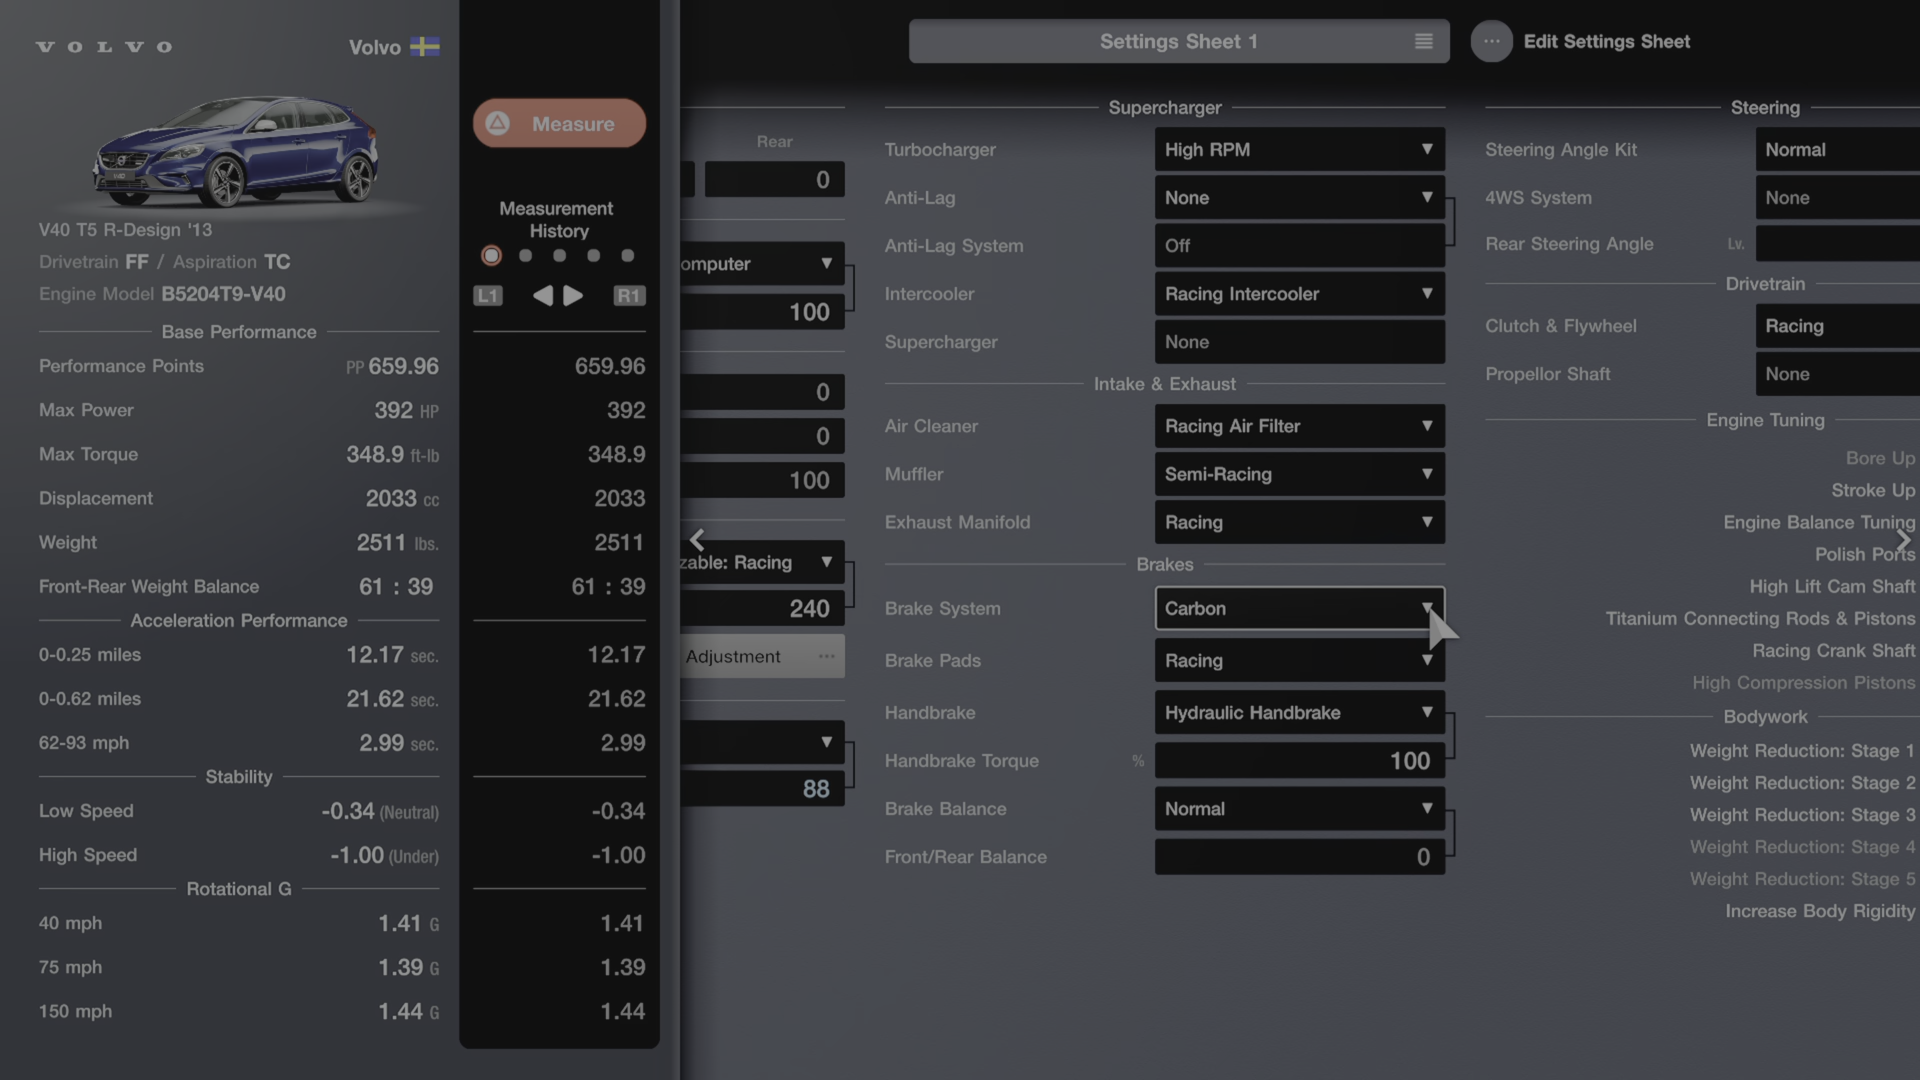 VOLVO
Volvo
V40 T5 R-Design '13
Drivetrain FF / Aspiration TC
Engine Model B5204T9-V40
Base Performance
Performance Points PP 659.96
Max Power 392 HP
Max Torque 348.9 ft-lb
Displacement 2033 cc
Weight 2511 lbs.
Front-Rear Weight Balance 61 : 39
Acceleration Performance
0-0.25 miles 12.17 sec.
0-0.62 miles 21.62 sec.
62-93 mph 2.99 sec.
Stability
Low Speed -0.34 (Neutral)
High Speed -1.00 (Under)
Rotational G
40 mph 1.41 G
75 mph 1.39 G
150 mph 1.44 G
Measure
Measurement
History
L1 R1
659.96
392
348.9
2033
2511
61 : 39
12.17
21.62
2.99
-0.34
-1.00
1.41
1.39
1.44
Settings Sheet 1
Edit Settings Sheet
Rear
0
omputer
100
0
0
100
zable: Racing
240
Adjustment
88
Supercharger
Turbocharger High RPM
Anti-Lag None
Anti-Lag System Off
Intercooler Racing Intercooler
Supercharger None
Intake & Exhaust
Air Cleaner Racing Air Filter
Muffler Semi-Racing
Exhaust Manifold Racing
Brakes
Brake System Carbon
Brake Pads Racing
Handbrake Hydraulic Handbrake
Handbrake Torque % 100
Brake Balance Normal
Front/Rear Balance 0
Steering
Steering Angle Kit Normal
4WS System None
Rear Steering Angle Lv.
Drivetrain
Clutch & Flywheel Racing
Propellor Shaft None
Engine Tuning
Bore Up
Stroke Up
Engine Balance Tuning
Polish Ports
High Lift Cam Shaft
Titanium Connecting Rods & Pistons
Racing Crank Shaft
High Compression Pistons
Bodywork
Weight Reduction: Stage 1
Weight Reduction: Stage 2
Weight Reduction: Stage 3
Weight Reduction: Stage 4
Weight Reduction: Stage 5
Increase Body Rigidity